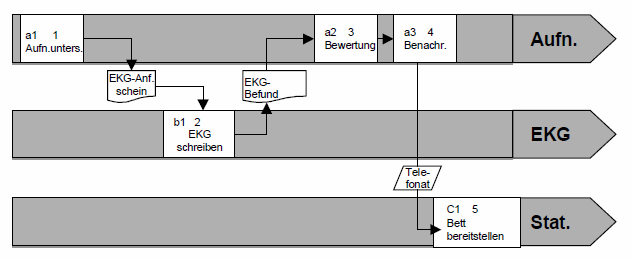 a1 1
Aufn.unters.
a2 3
Bewertung
a3 4
Benachr.
Aufn.
EKG-Anf.
schein
EKG-
Befund
b1 2
EKG
schreiben
EKG
Tele-
fonat
C1 5
Bett
bereitstellen
Stat.